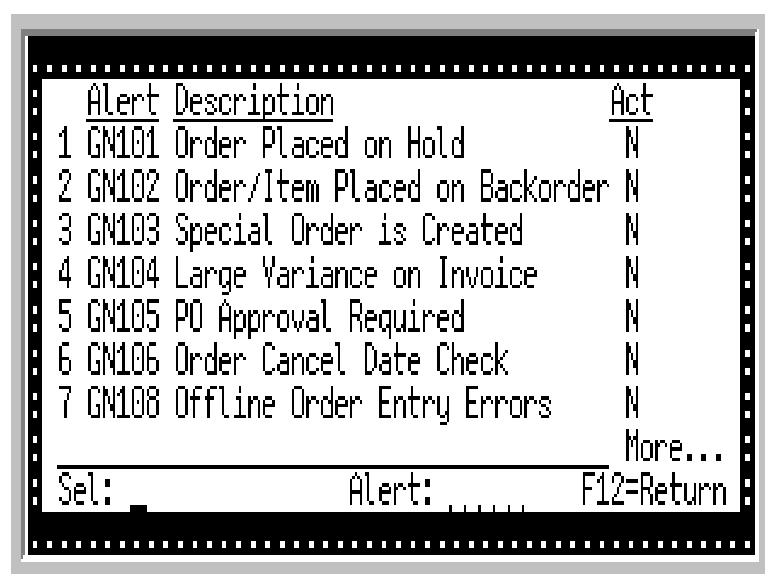 Alert Description Act
1 GN101 Order Placed on Hold N
2 GN102 Order/Item Placed on Backorder N
3 GN103 Special Order is Created N
4 GN104 Large Variance on Invoice N
5 GN105 PO Approval Required N
6 GN106 Order Cancel Date Check N
7 GN108 Offline Order Entry Errors N
More...
Sel: Alert: F12=Return